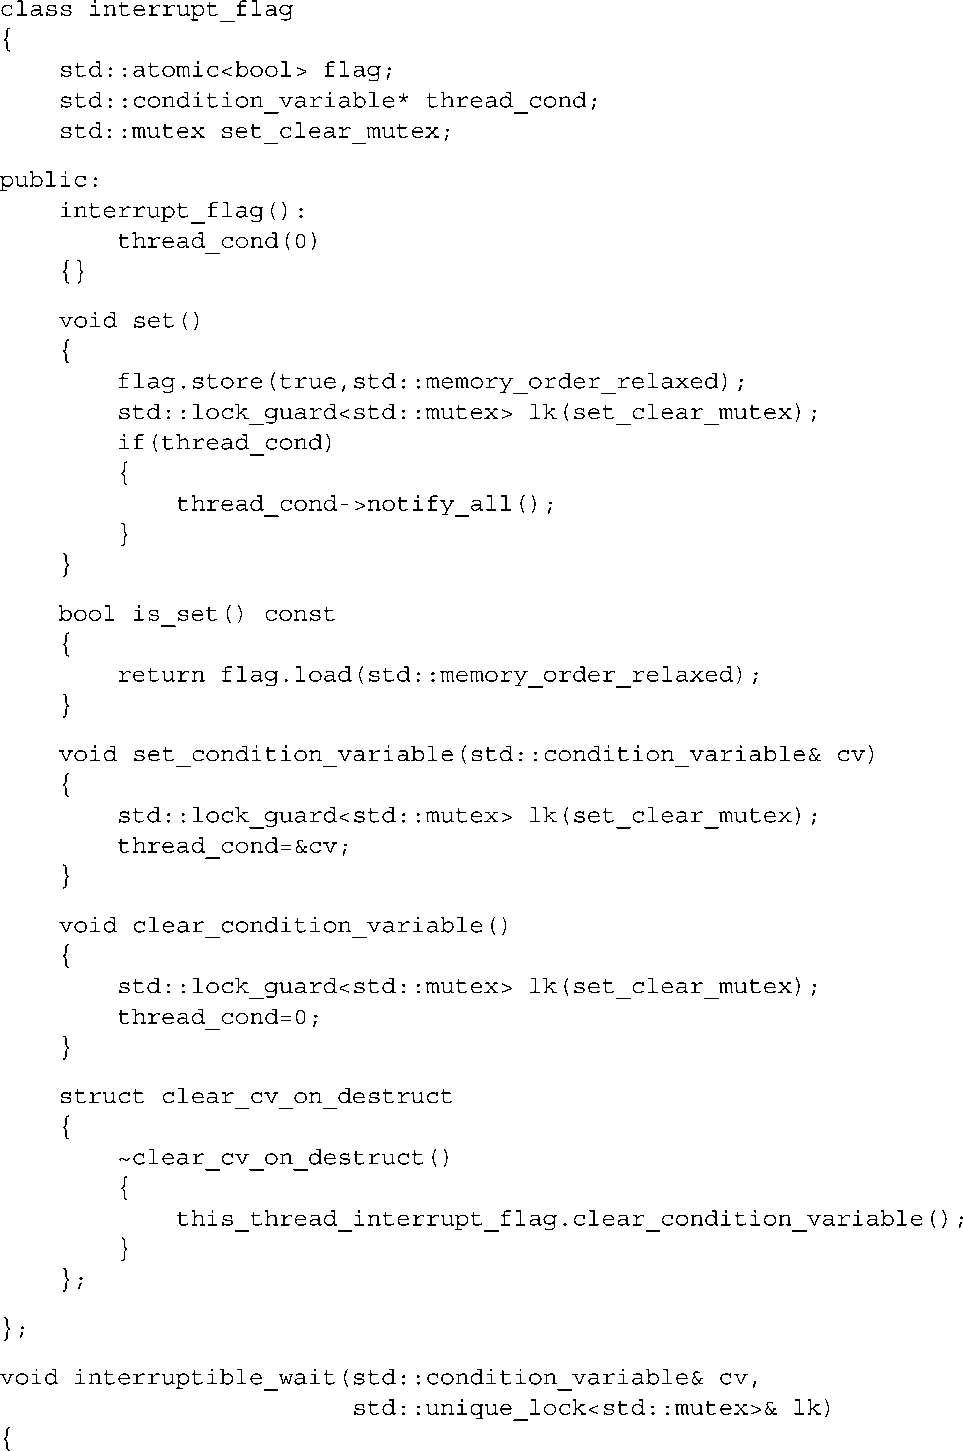 class interrupt_flag
{
    std::atomic<bool> flag;
    std::condition_variable* thread_cond;
    std::mutex set_clear_mutex;
public:
    interrupt_flag():
        thread_cond(0)
    {}
    void set()
    {
        flag.store(true,std::memory_order_relaxed);
        std::lock_guard<std::mutex> lk(set_clear_mutex);
        if(thread_cond)
        {
            thread_cond->notify_all();
        }
    }
    bool is_set() const
    {
        return flag.load(std::memory_order_relaxed);
    }
    void set_condition_variable(std::condition_variable& cv)
    {
        std::lock_guard<std::mutex> lk(set_clear_mutex);
        thread_cond=&cv;
    }
    void clear_condition_variable()
    {
        std::lock_guard<std::mutex> lk(set_clear_mutex);
        thread_cond=0;
    }
    struct clear_cv_on_destruct
    {
        ~clear_cv_on_destruct()
        {
            this_thread_interrupt_flag.clear_condition_variable();
        }
    };
};
void interruptible_wait(std::condition_variable& cv,
                        std::unique_lock<std::mutex>& lk)
{